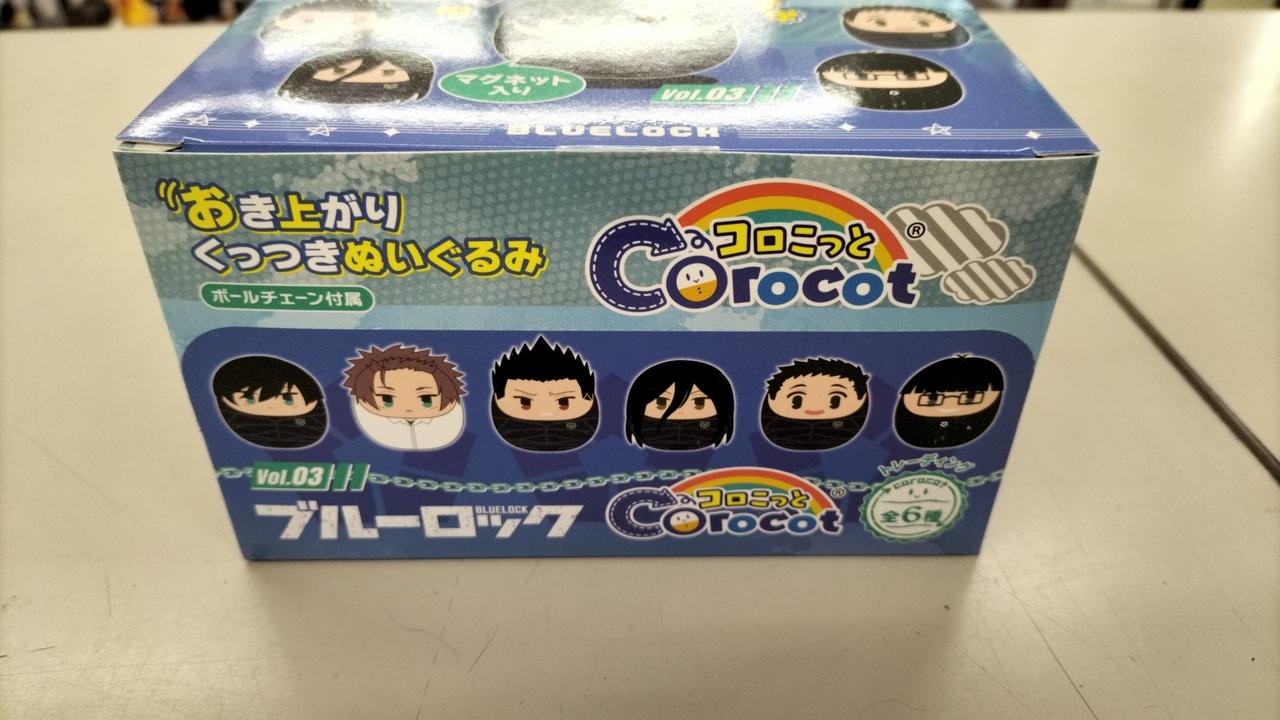 マグネット
入り
Vol.03
BLUELOCK
おき上がり
くっつきぬいぐるみ
ボールチェーン付属
コロこっと
Corocot®
Vol.03
ブルーロック
BLUELOCK
コロこっと
Corocot®
トレーディング
corocot
全6種